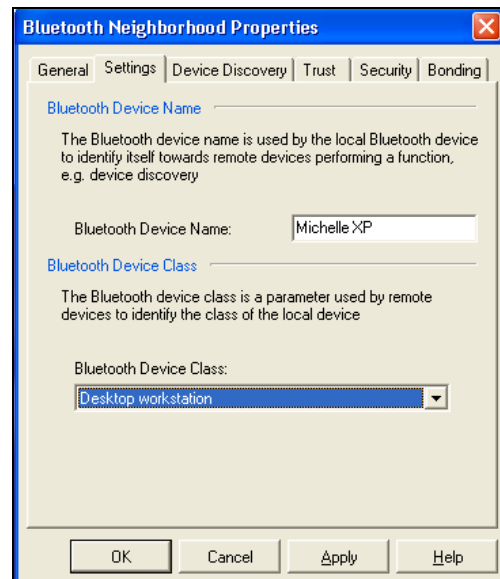 Bluetooth Neighborhood Properties
General Settings Device Discovery Trust Security Bonding
Bluetooth Device Name
The Bluetooth device name is used by the local Bluetooth device
to identify itself towards remote devices performing a function,
e.g. device discovery
Bluetooth Device Name: Michelle XP
Bluetooth Device Class
The Bluetooth device class is a parameter used by remote
devices to identify the class of the local device
Bluetooth Device Class:
Desktop workstation
OK Cancel Apply Help